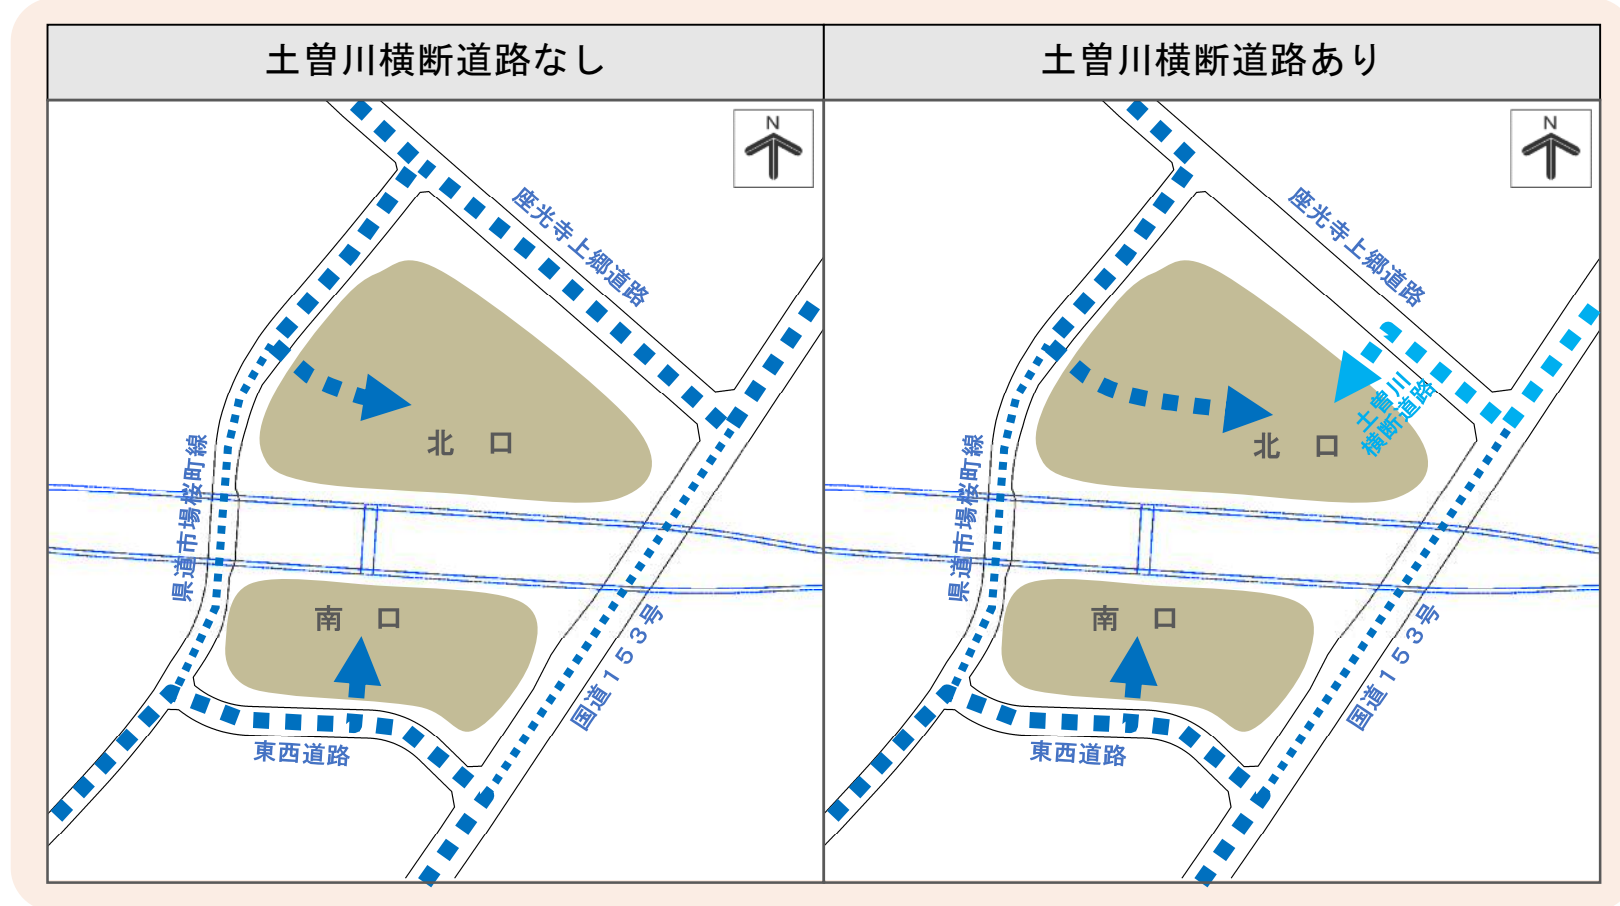 土曽川横断道路なし
土曽川横断道路あり
N
座光寺上郷道路
北 口
県道市場桜町線
南 口
国道１５３号
東西道路
N
座光寺上郷道路
土曽川
横断道路
北 口
県道市場桜町線
南 口
国道１５３号
東西道路